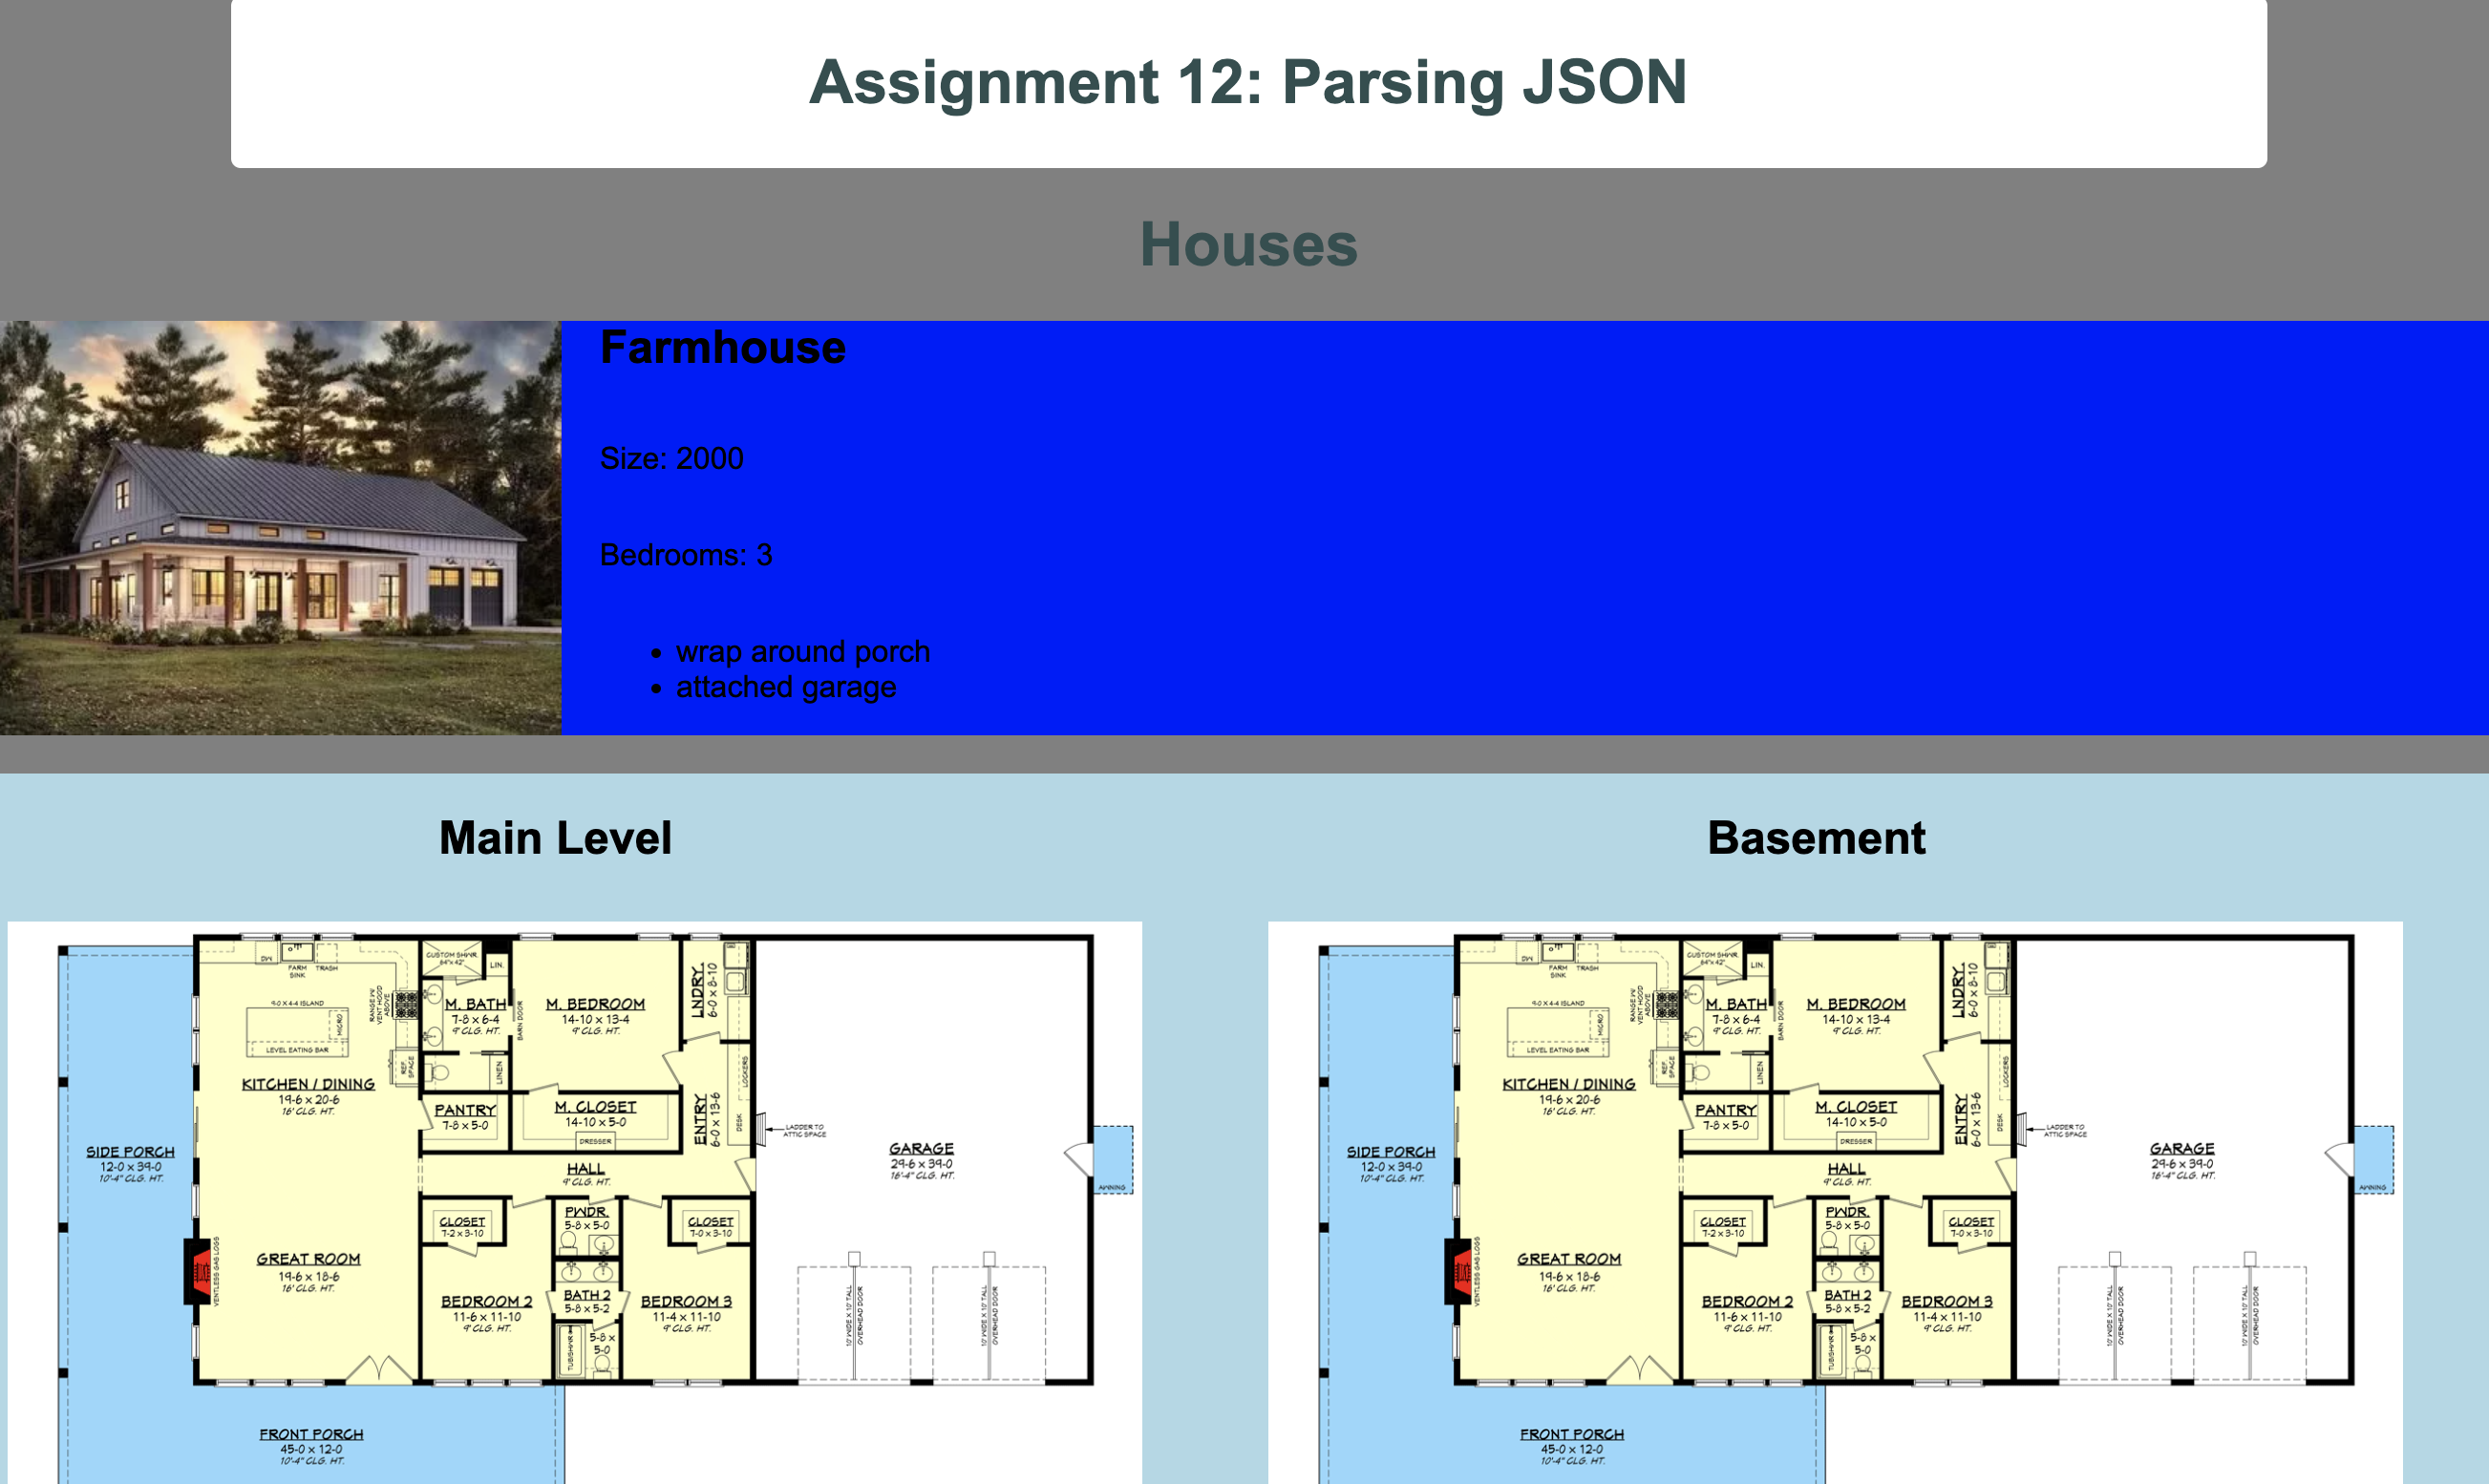 Assignment 12: Parsing JSON
Houses
Farmhouse
Size: 2000
Bedrooms: 3
wrap around porch
attached garage
Main Level
CUSTOM SHWR.
64"x 42"
DW
FARM
SINK
TRASH
LIN.
9-0 X 4-4 ISLAND
MICRO
LEVEL EATING BAR
RANGE W/
VENT HOOD
ABOVE
REF.
SPACE
M. BATH
7-8 x 6-4
9' CLG. HT.
BARN DOOR
LINEN
M. BEDROOM
14-10 x 13-4
9' CLG. HT.
LNDRY.
6-0 x 8-10
KITCHEN / DINING
19-6 x 20-6
16' CLG. HT.
PANTRY
7-8 x 5-0
M. CLOSET
14-10 x 5-0
DRESSER
ENTRY
6-0 x 13-6
LOCKERS
DESK
LADDER TO
ATTIC SPACE
SIDE PORCH
12-0 x 39-0
10'-4" CLG. HT.
GARAGE
29-6 x 39-0
16'-4" CLG. HT.
AWNING
HALL
9' CLG. HT.
CLOSET
7-2 x 3-10
PWDR.
5-8 x 5-0
CLOSET
7-0 x 3-10
GREAT ROOM
19-6 x 18-6
16' CLG. HT.
VENTLESS GAS LOGS
BEDROOM 2
11-6 x 11-10
9' CLG. HT.
BATH 2
5-8 x 5-2
BEDROOM 3
11-4 x 11-10
9' CLG. HT.
TUB/SHWR
5-8 x
5-0
10' WIDE X 10' TALL
OVERHEAD DOOR
10' WIDE X 10' TALL
OVERHEAD DOOR
FRONT PORCH
45-0 x 12-0
10'-4" CLG. HT.
Basement
CUSTOM SHWR.
64"x 42"
DW
FARM
SINK
TRASH
LIN.
9-0 X 4-4 ISLAND
MICRO
LEVEL EATING BAR
RANGE W/
VENT HOOD
ABOVE
REF.
SPACE
M. BATH
7-8 x 6-4
9' CLG. HT.
BARN DOOR
LINEN
M. BEDROOM
14-10 x 13-4
9' CLG. HT.
LNDRY.
6-0 x 8-10
KITCHEN / DINING
19-6 x 20-6
16' CLG. HT.
PANTRY
7-8 x 5-0
M. CLOSET
14-10 x 5-0
DRESSER
ENTRY
6-0 x 13-6
LOCKERS
DESK
LADDER TO
ATTIC SPACE
SIDE PORCH
12-0 x 39-0
10'-4" CLG. HT.
GARAGE
29-6 x 39-0
16'-4" CLG. HT.
AWNING
HALL
9' CLG. HT.
CLOSET
7-2 x 3-10
PWDR.
5-8 x 5-0
CLOSET
7-0 x 3-10
GREAT ROOM
19-6 x 18-6
16' CLG. HT.
VENTLESS GAS LOGS
BEDROOM 2
11-6 x 11-10
9' CLG. HT.
BATH 2
5-8 x 5-2
BEDROOM 3
11-4 x 11-10
9' CLG. HT.
TUB/SHWR
5-8 x
5-0
10' WIDE X 10' TALL
OVERHEAD DOOR
10' WIDE X 10' TALL
OVERHEAD DOOR
FRONT PORCH
45-0 x 12-0
10'-4" CLG. HT.